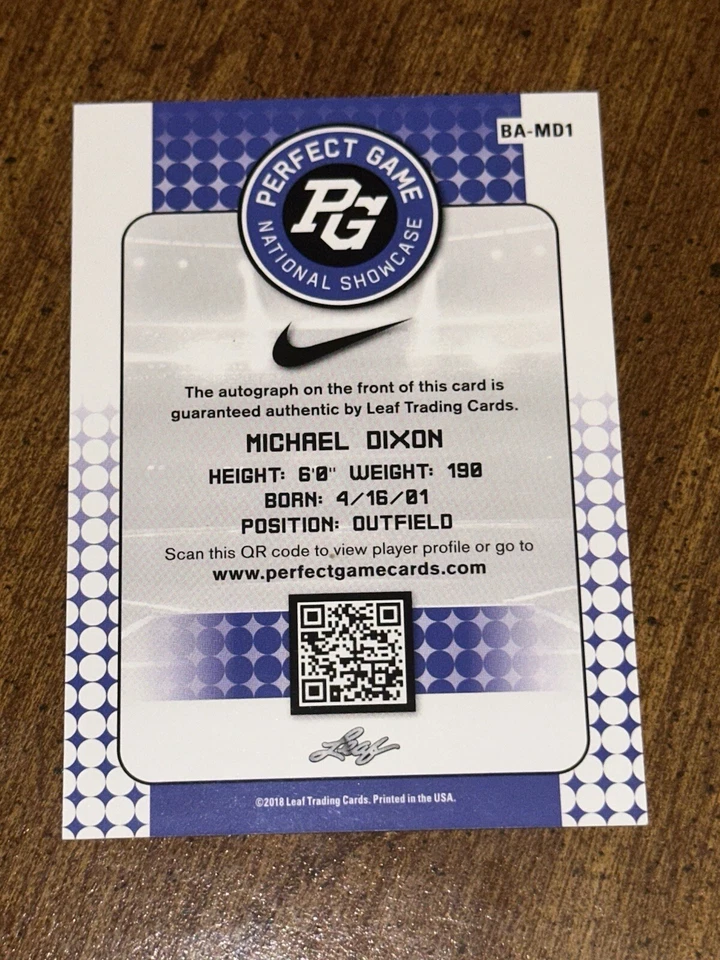 BA-MD1
PERFECT GAME
PG
NATIONAL SHOWCASE
The autograph on the front of this card is
guaranteed authentic by Leaf Trading Cards.
MICHAEL DIXON
HEIGHT: 6'0" WEIGHT: 190
BORN: 4/16/01
POSITION: OUTFIELD
Scan this QR code to view player profile or go to
www.perfectgamecards.com
Leaf
©2018 Leaf Trading Cards. Printed in the USA.